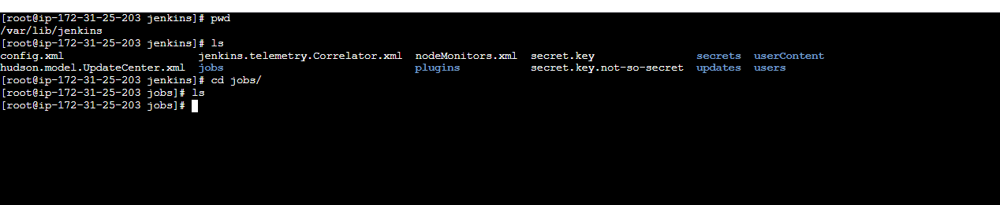 [root@ip-172-31-25-203 jenkins]# pwd
/var/lib/jenkins
[root@ip-172-31-25-203 jenkins]# ls
config.xml                      jenkins.telemetry.Correlator.xml  nodeMonitors.xml  secret.key                secrets  userContent
hudson.model.UpdateCenter.xml  jobs                              plugins           secret.key.not-so-secret  updates  users
[root@ip-172-31-25-203 jenkins]# cd jobs/
[root@ip-172-31-25-203 jobs]# ls
[root@ip-172-31-25-203 jobs]#